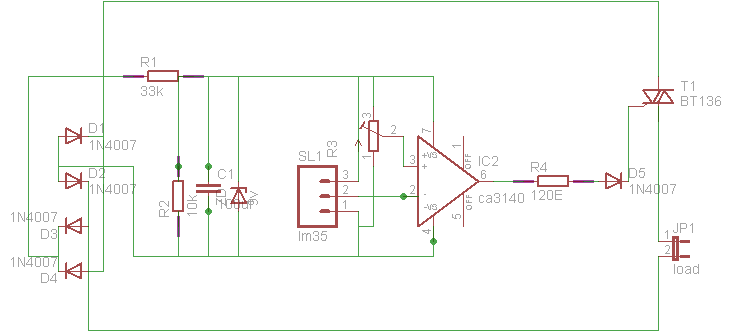 R1
33k
T1
BT136
D1
1N4007
D2
1N4007
1N4007
D3
1N4007
D4
R2
10k
C1
9V
SL1
3
2
1
lm35
R3
3
2
1
7
+VS
3
+
2
-
-VS
4
1
OFF
IC2
6
ca3140
5
OFF
R4
120E
D5
1N4007
JP1
1
2
load